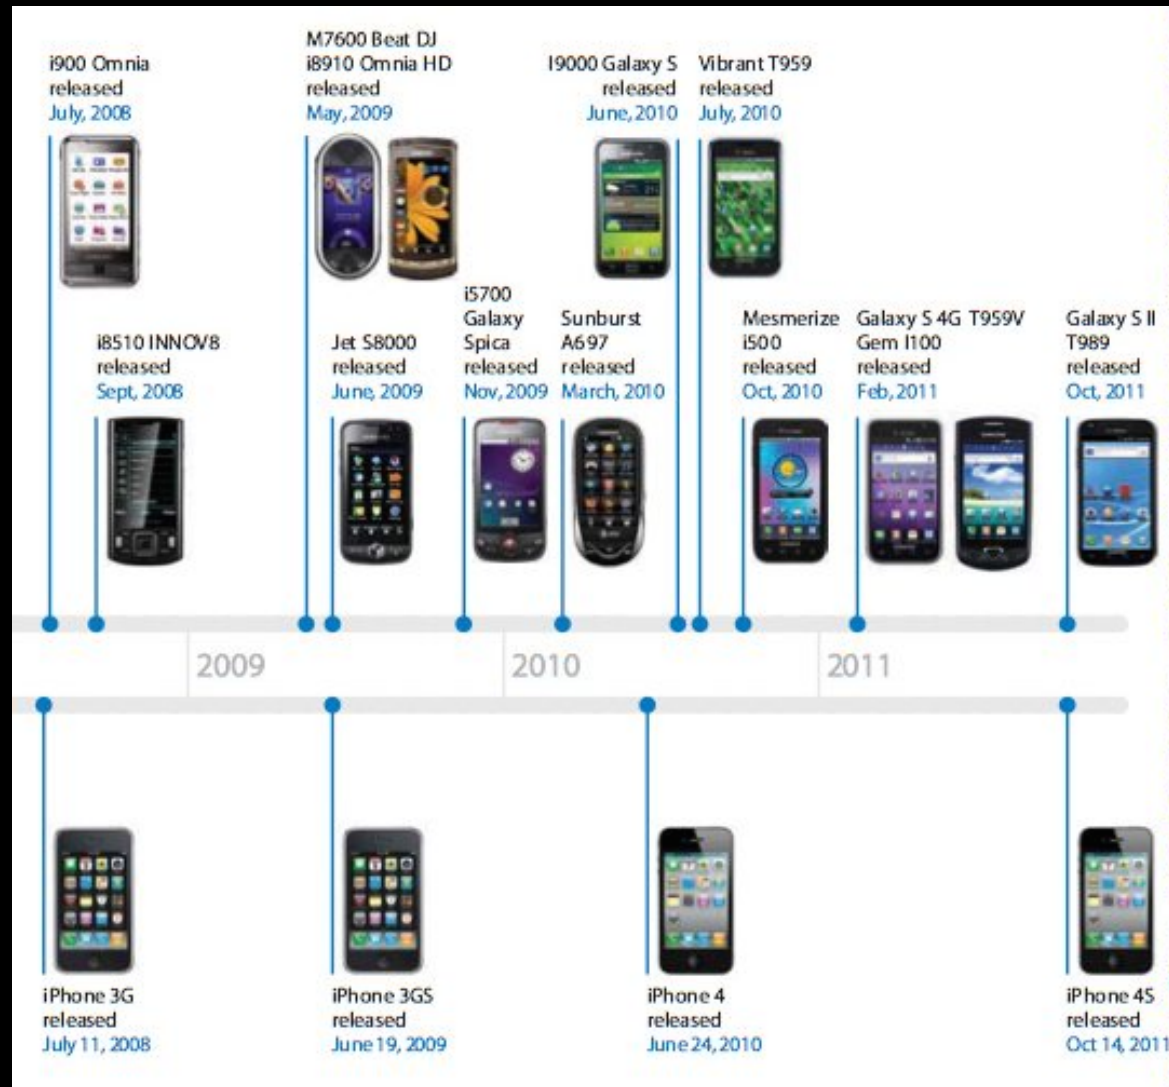 M7600 Beat DJ
i8910 Omnia HD
released
May, 2009
i900 Omnia
released
July, 2008
I9000 Galaxy S
released
June, 2010
Vibrant T959
released
July, 2010
i8510 INNOV8
released
Sept, 2008
Jet S8000
released
June, 2009
i5700
Galaxy
Spica
released
Nov, 2009
Sunburst
A697
released
March, 2010
Mesmerize
i500
released
Oct, 2010
Galaxy S 4G T959V
Gem I100
released
Feb, 2011
Galaxy S II
T989
released
Oct, 2011
2009
2010
2011
iPhone 3G
released
July 11, 2008
iPhone 3GS
released
June 19, 2009
iPhone 4
released
June 24, 2010
iPhone 4S
released
Oct 14, 2011